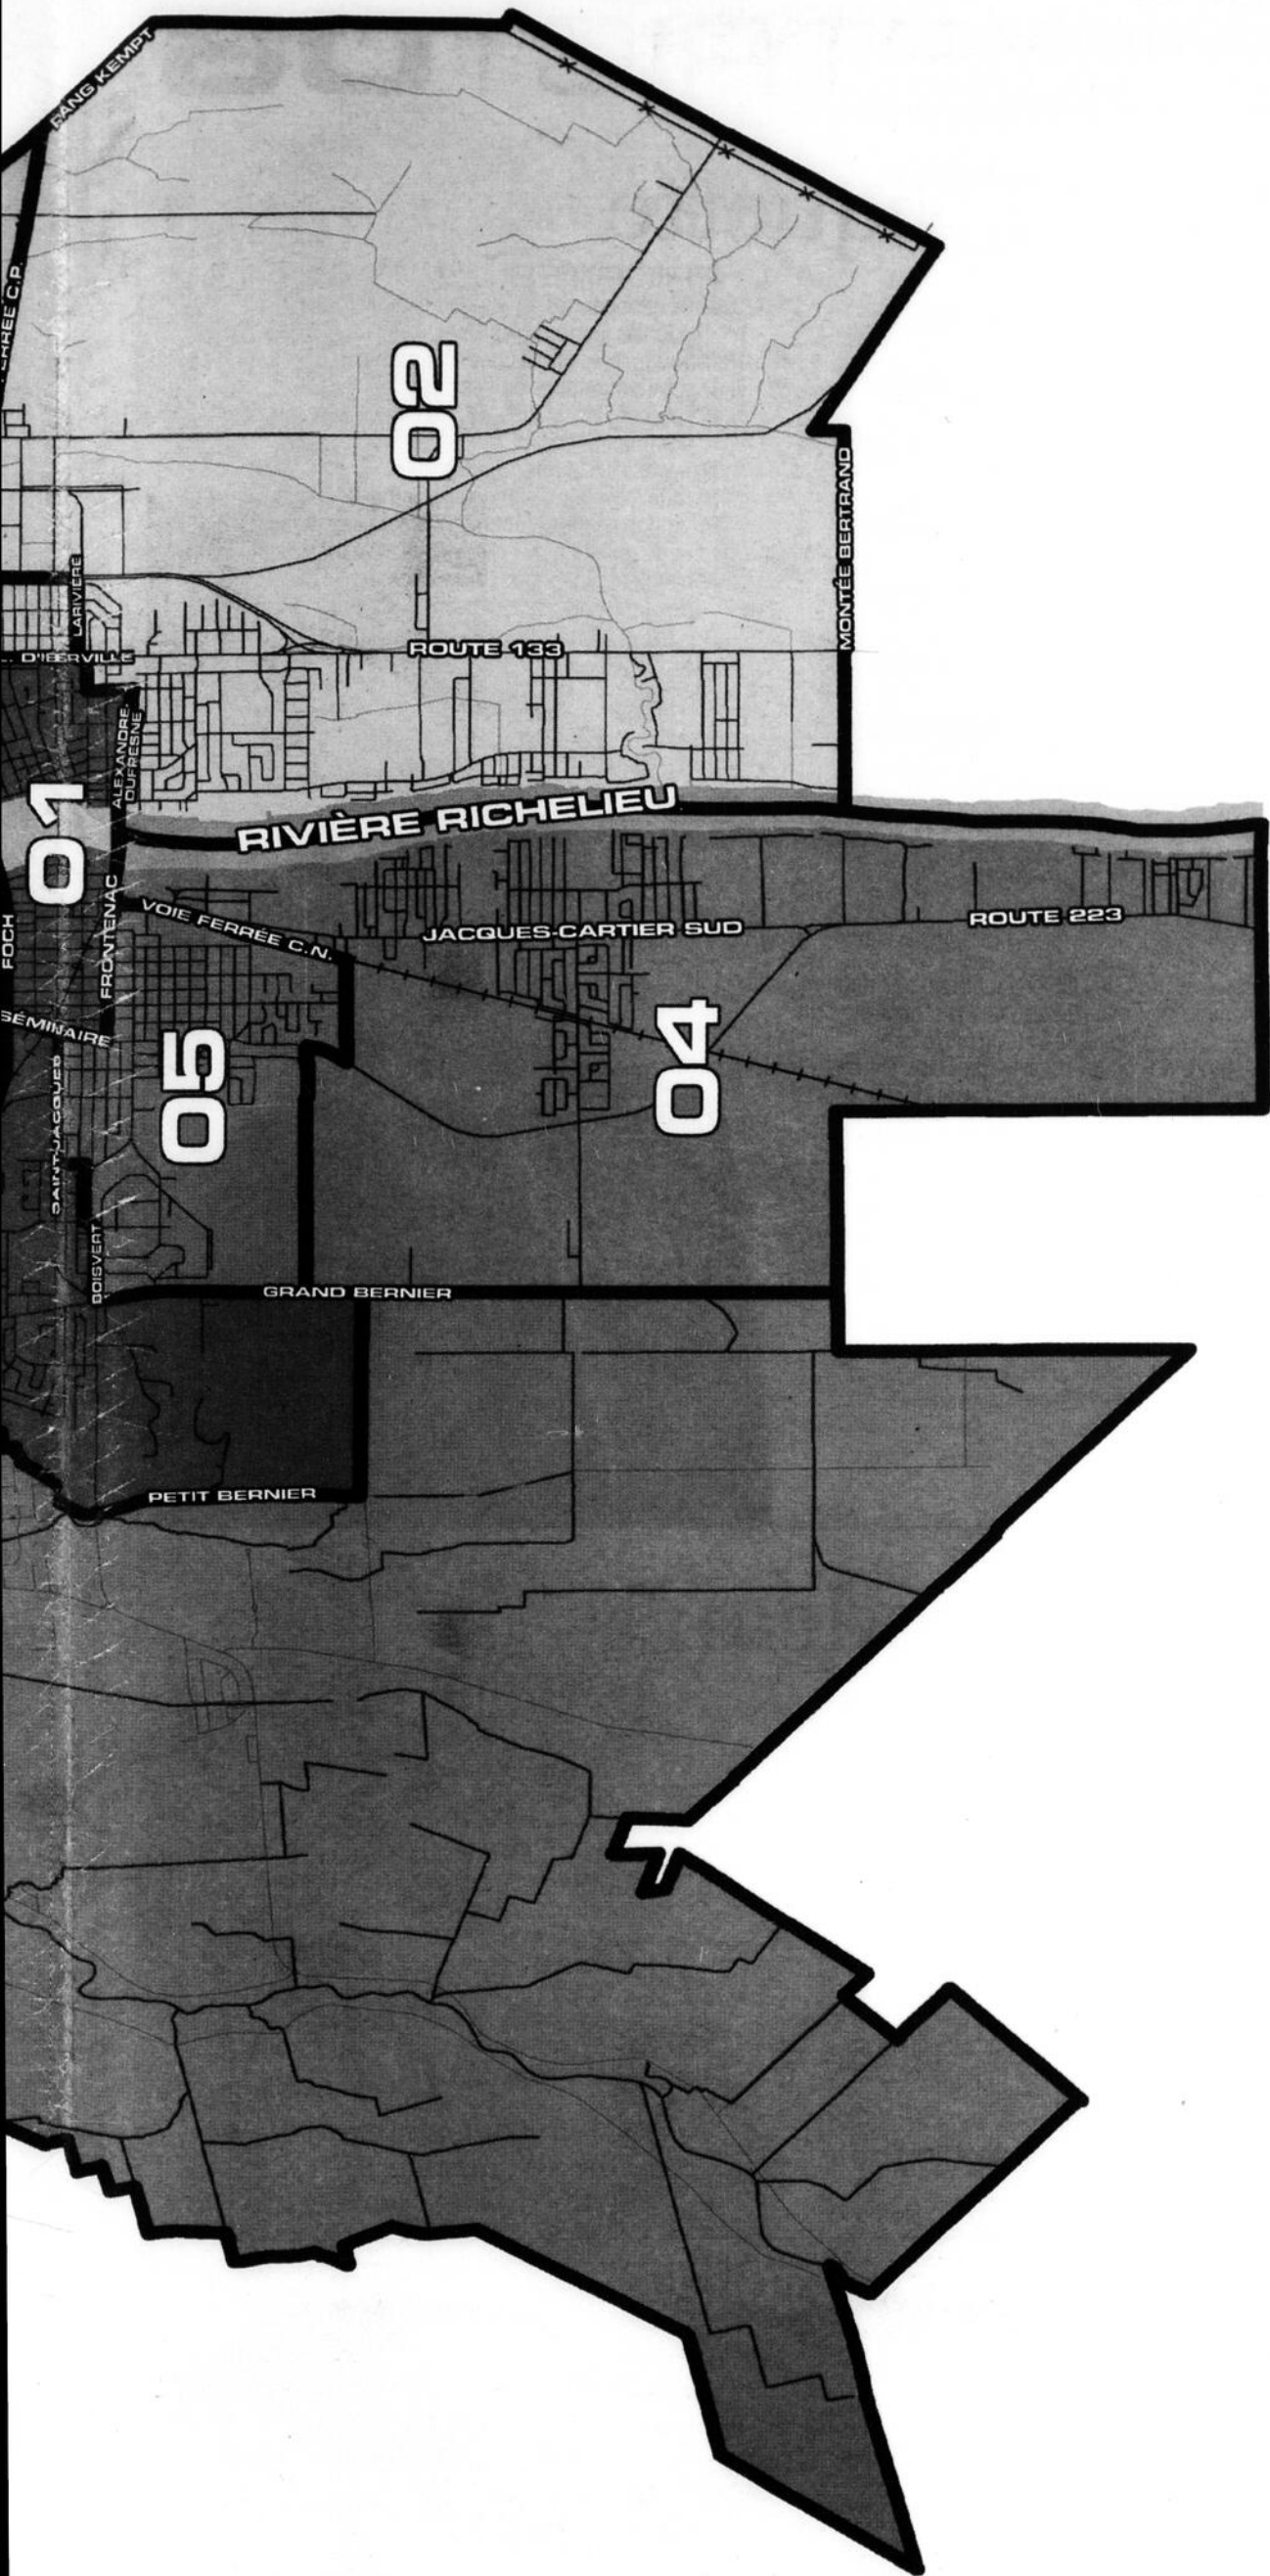 RANG KEMPT
FERRÉE C.P.
02
MONTÉE BERTRAND
LARIVIÈRE
D'IBERVILLE
ROUTE 133
ALEXANDRE-
DUFRESNE
01
RIVIÈRE RICHELIEU
FOCH
FRONTENAC
VOIE FERRÉE C.N.
JACQUES-CARTIER SUD
ROUTE 223
SÉMINAIRE
SAINT-JACQUES
05
04
BOISVERT
GRAND BERNIER
PETIT BERNIER